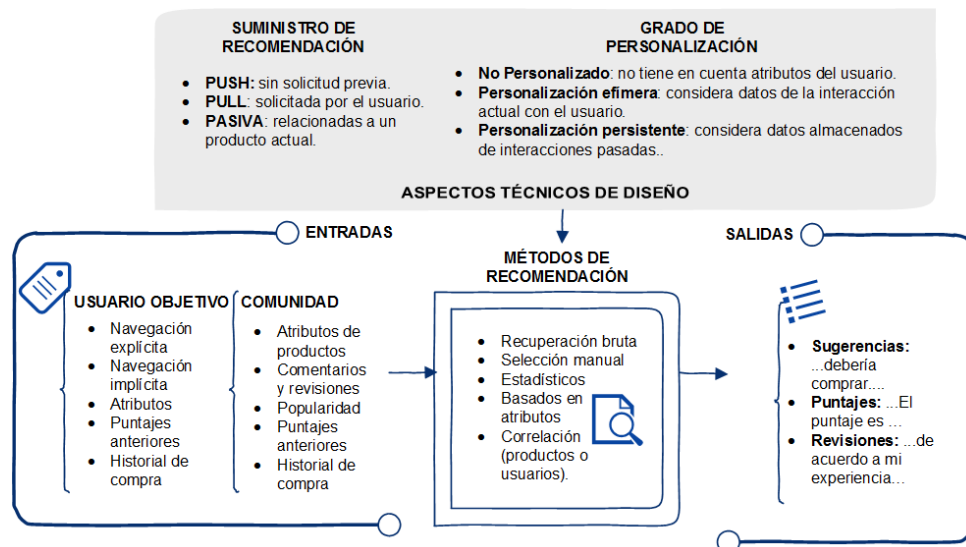 SUMINISTRO DE
RECOMENDACIÓN
PUSH: sin solicitud previa.
PULL: solicitada por el usuario.
PASIVA: relacionadas a un
producto actual.
GRADO DE
PERSONALIZACIÓN
No Personalizado: no tiene en cuenta atributos del usuario.
Personalización efímera: considera datos de la interacción
actual con el usuario.
Personalización persistente: considera datos almacenados
de interacciones pasadas..
ASPECTOS TÉCNICOS DE DISEÑO
ENTRADAS
USUARIO OBJETIVO
Navegación
explícita
Navegación
implícita
Atributos
Puntajes
anteriores
Historial de
compra
COMUNIDAD
Atributos de
productos
Comentarios
y revisiones
Popularidad
Puntajes
anteriores
Historial de
compra
MÉTODOS DE
RECOMENDACIÓN
Recuperación bruta
Selección manual
Estadísticos
Basados en
atributos
Correlación
(productos o
usuarios).
SALIDAS
Sugerencias:
...debería
comprar....
Puntajes: ...El
puntaje es ...
Revisiones: ...de
acuerdo a mi
experiencia…